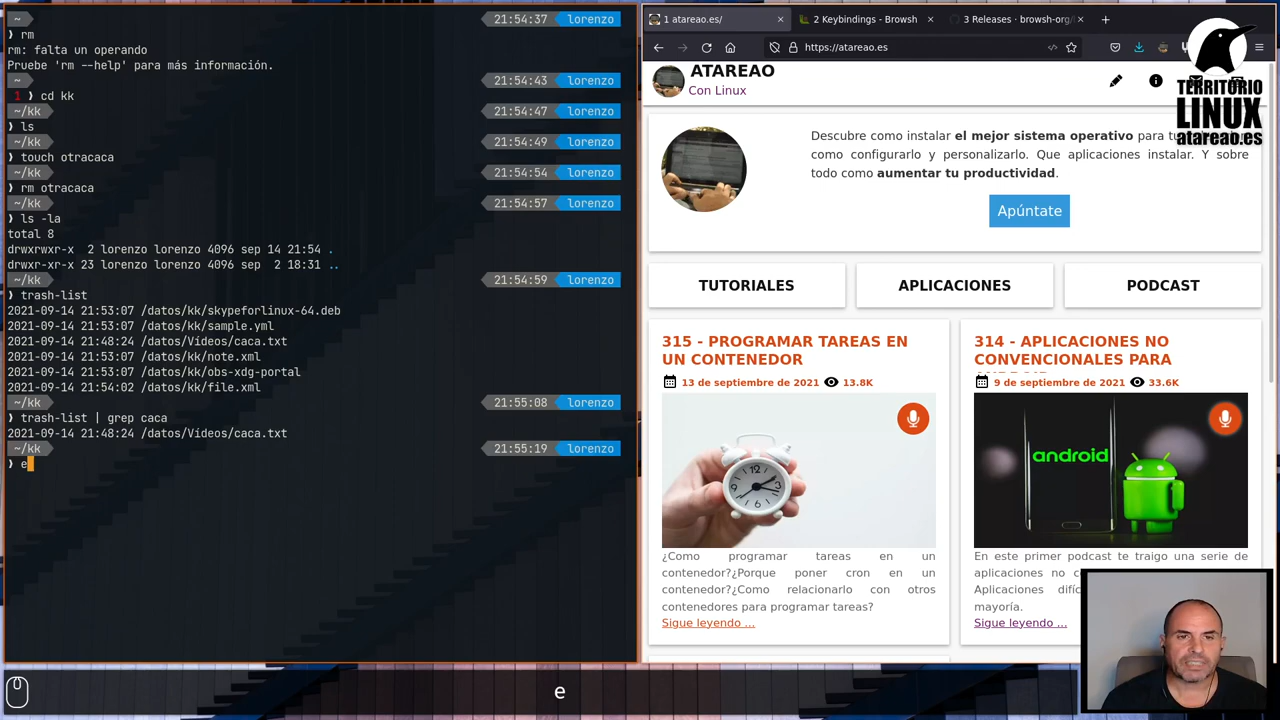 ~ 21:54:37 lorenzo
❯ rm
rm: falta un operando
Pruebe 'rm --help' para más información.
~ 21:54:43 lorenzo
1 ❯ cd kk
~/kk 21:54:47 lorenzo
❯ ls
~/kk 21:54:49 lorenzo
❯ touch otracaca
~/kk 21:54:54 lorenzo
❯ rm otracaca
~/kk 21:54:57 lorenzo
❯ ls -la
total 8
drwxrwxr-x  2 lorenzo lorenzo 4096 sep 14 21:54 .
drwxr-xr-x 23 lorenzo lorenzo 4096 sep  2 18:31 ..
~/kk 21:54:59 lorenzo
❯ trash-list
2021-09-14 21:53:07 /datos/kk/skypeforlinux-64.deb
2021-09-14 21:53:07 /datos/kk/sample.yml
2021-09-14 21:48:24 /datos/Vídeos/caca.txt
2021-09-14 21:53:07 /datos/kk/note.xml
2021-09-14 21:53:07 /datos/kk/obs-xdg-portal
2021-09-14 21:54:02 /datos/kk/file.xml
~/kk 21:55:08 lorenzo
❯ trash-list | grep caca
2021-09-14 21:48:24 /datos/Vídeos/caca.txt
~/kk 21:55:19 lorenzo
❯ e
1 atareao.es/
2 Keybindings - Browsh
3 Releases · browsh-org/
https://atareao.es
ATAREAO
Con Linux
TERRITORIO
LINUX
atareao.es
Descubre como instalar el mejor sistema operativo para tu
como configurarlo y personalizarlo. Que aplicaciones instalar. Y sobre
todo como aumentar tu productividad.
Apúntate
TUTORIALES
APLICACIONES
PODCAST
315 - PROGRAMAR TAREAS EN
UN CONTENEDOR
13 de septiembre de 2021 13.8K
¿Como programar tareas en un
contenedor?¿Porque poner cron en un
contenedor?¿Como relacionarlo con otros
contenedores para programar tareas?
Sigue leyendo ...
314 - APLICACIONES NO
CONVENCIONALES PARA
9 de septiembre de 2021 33.6K
android
En este primer podcast te traigo una serie de
aplicaciones no
Aplicaciones
mayoría.
Sigue leyendo ...
e